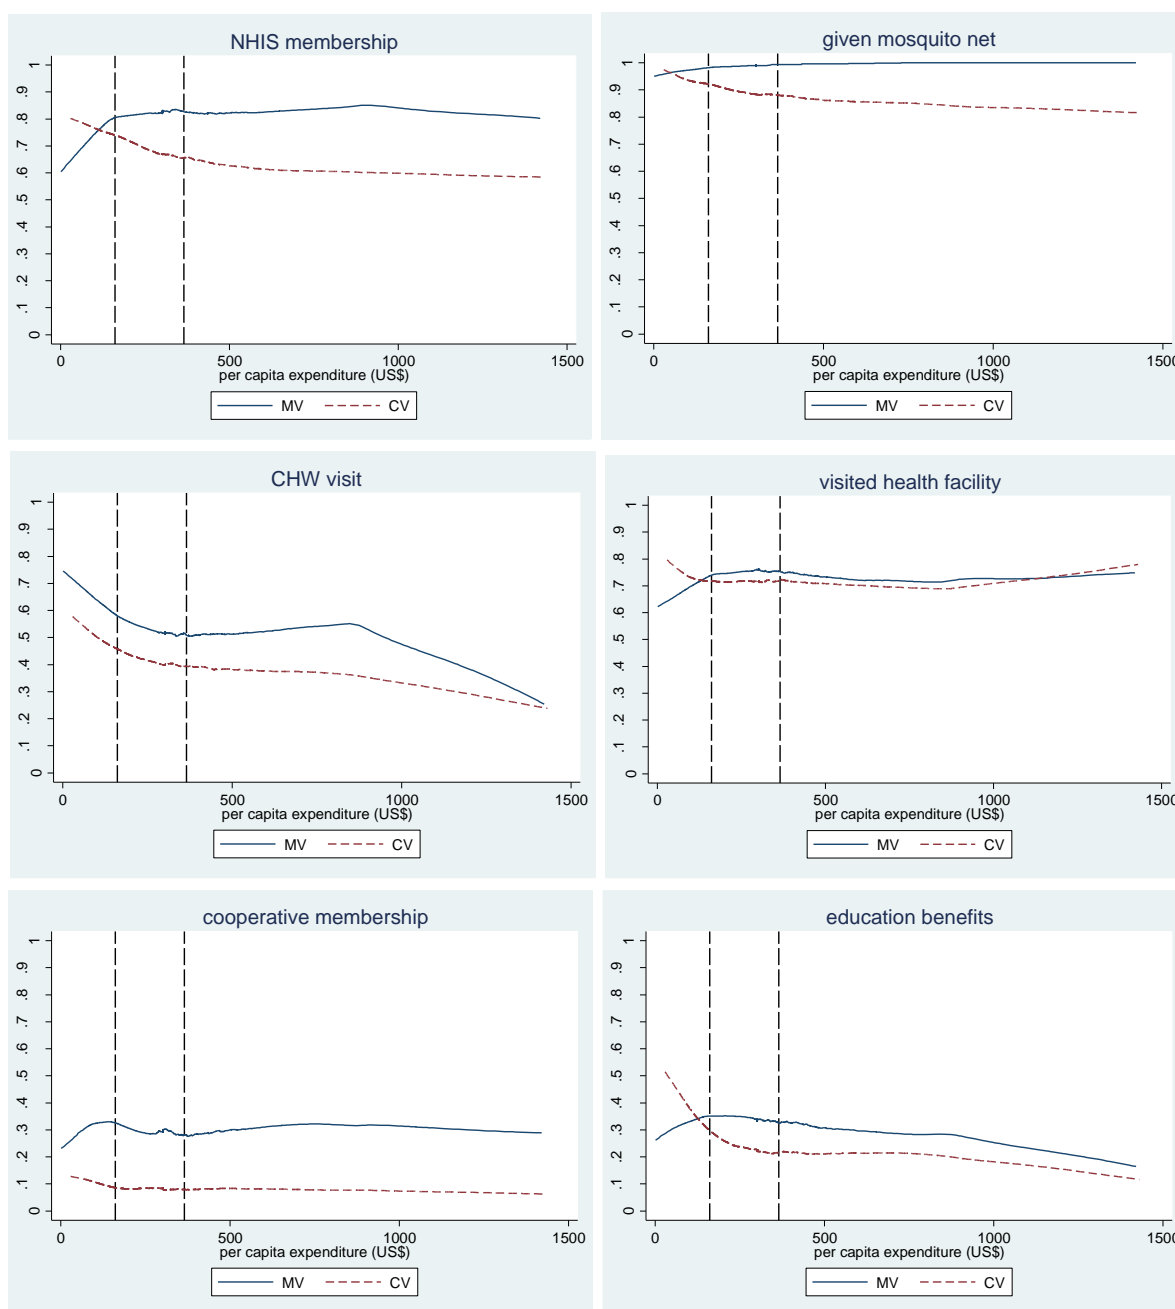 NHIS membership
1
.9
.8
.7
.6
.5
.4
.3
.2
.1
0
0 500 1000 1500
per capita expenditure (US$)
MV CV
given mosquito net
1
.9
.8
.7
.6
.5
.4
.3
.2
.1
0
0 500 1000 1500
per capita expenditure (US$)
MV CV
CHW visit
1
.9
.8
.7
.6
.5
.4
.3
.2
.1
0
0 500 1000 1500
per capita expenditure (US$)
MV CV
visited health facility
1
.9
.8
.7
.6
.5
.4
.3
.2
.1
0
0 500 1000 1500
per capita expenditure (US$)
MV CV
cooperative membership
1
.9
.8
.7
.6
.5
.4
.3
.2
.1
0
0 500 1000 1500
per capita expenditure (US$)
MV CV
education benefits
1
.9
.8
.7
.6
.5
.4
.3
.2
.1
0
0 500 1000 1500
per capita expenditure (US$)
MV CV